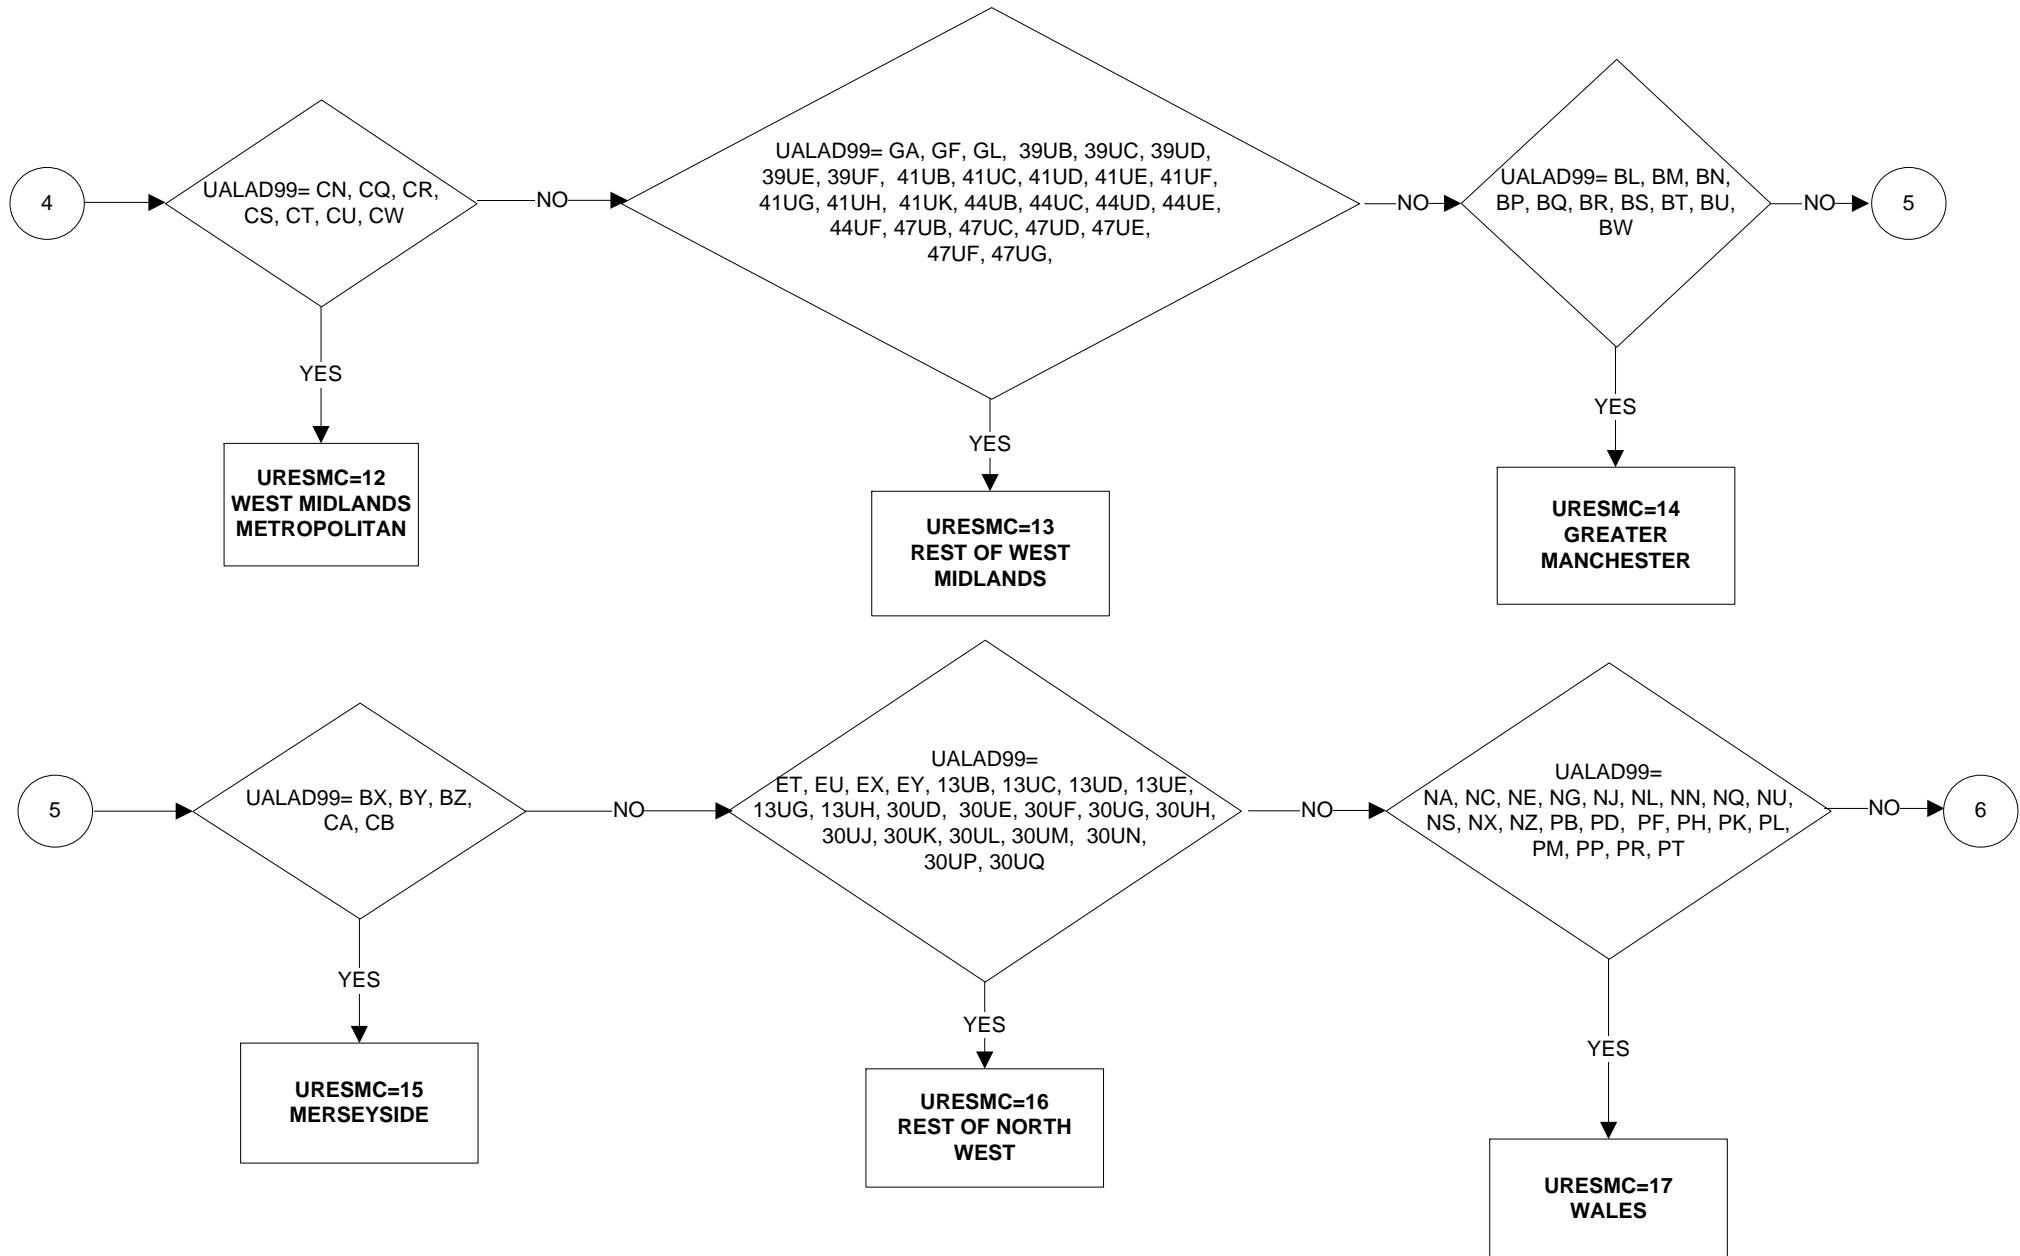 4
UALAD99= CN, CQ, CR,
CS, CT, CU, CW
NO
UALAD99= GA, GF, GL,  39UB, 39UC, 39UD,
39UE, 39UF,  41UB, 41UC, 41UD, 41UE, 41UF,
41UG, 41UH,  41UK, 44UB, 44UC, 44UD, 44UE,
44UF, 47UB, 47UC, 47UD, 47UE,
47UF, 47UG,
NO
UALAD99= BL, BM, BN,
BP, BQ, BR, BS, BT, BU,
BW
NO
5
YES
YES
YES
URESMC=12
WEST MIDLANDS
METROPOLITAN
URESMC=13
REST OF WEST
MIDLANDS
URESMC=14
GREATER
MANCHESTER
5
UALAD99= BX, BY, BZ,
CA, CB
NO
UALAD99=
ET, EU, EX, EY, 13UB, 13UC, 13UD, 13UE,
13UG, 13UH, 30UD,  30UE, 30UF, 30UG, 30UH,
30UJ, 30UK, 30UL, 30UM,  30UN,
30UP, 30UQ
NO
UALAD99=
NA, NC, NE, NG, NJ, NL, NN, NQ, NU,
NS, NX, NZ, PB, PD,  PF, PH, PK, PL,
PM, PP, PR, PT
NO
6
YES
YES
YES
URESMC=15
MERSEYSIDE
URESMC=16
REST OF NORTH
WEST
URESMC=17
WALES